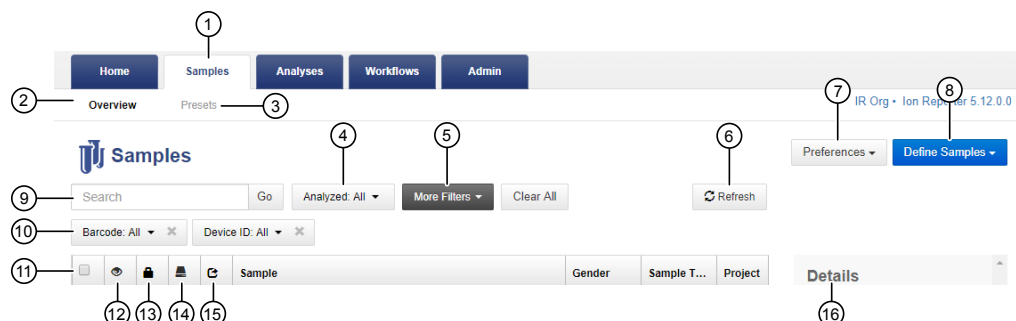 1
Home Samples Analyses Workflows Admin
2 Overview Presets 3 7 8
IR Org • Ion Reporter 5.12.0.0
4 5 6
Samples Preferences Define Samples
9 Search Go Analyzed: All More Filters Clear All Refresh
10 Barcode: All Device ID: All
11 Sample Gender Sample T... Project Details
12 13 14 15 16